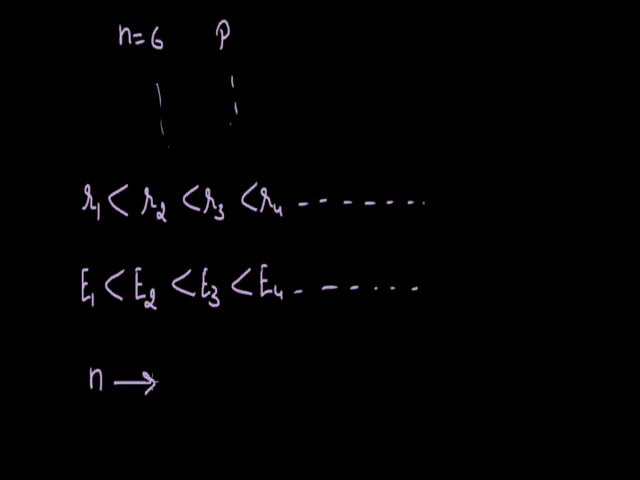 n=6 P
r₁ < r₂ < r₃ < r₄ -------
E₁ < E₂ < E₃ < E₄ -------
n →